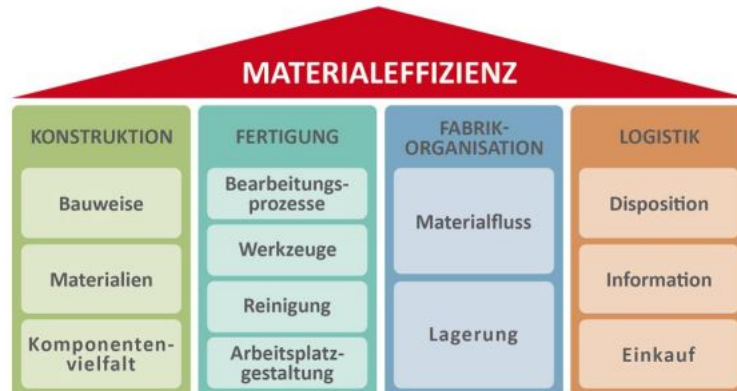 MATERIALEFFIZIENZ
KONSTRUKTION
Bauweise
Materialien
Komponenten-
vielfalt
FERTIGUNG
Bearbeitungs-
prozesse
Werkzeuge
Reinigung
Arbeitsplatz-
gestaltung
FABRIK-
ORGANISATION
Materialfluss
Lagerung
LOGISTIK
Disposition
Information
Einkauf